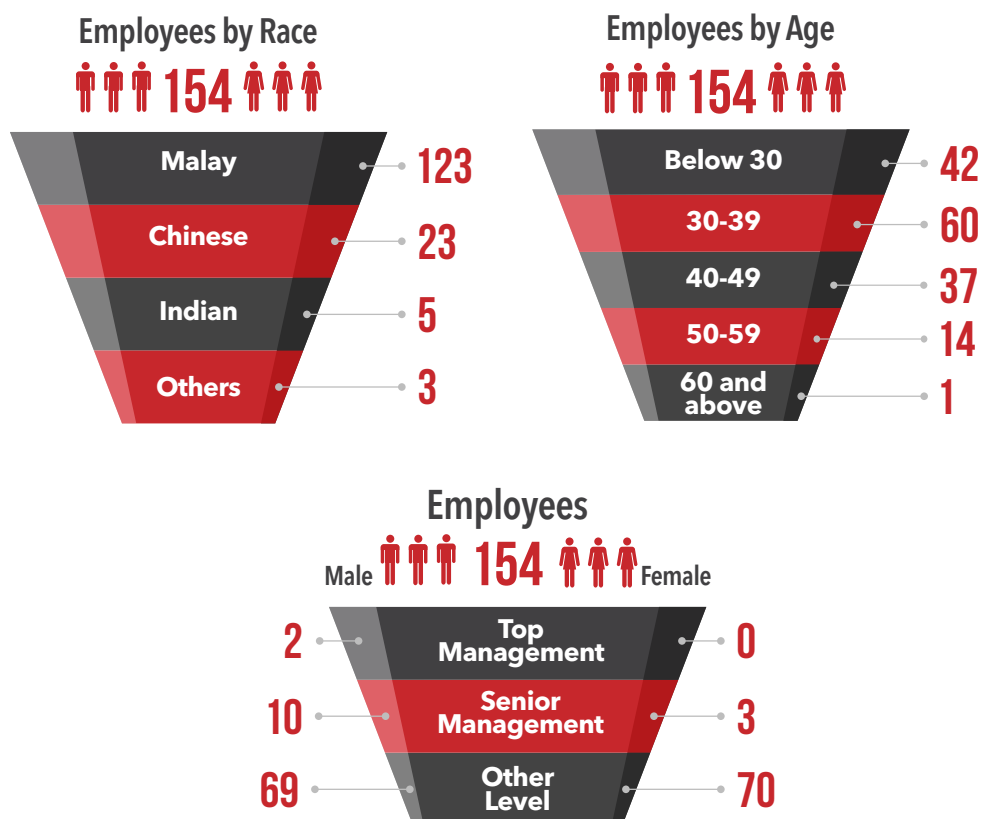 Employees by Race
154
Malay 123
Chinese 23
Indian 5
Others 3
Employees by Age
154
Below 30 42
30-39 60
40-49 37
50-59 14
60 and
above 1
Employees
Male 154 Female
2 Top
Management 0
10 Senior
Management 3
69 Other
Level 70